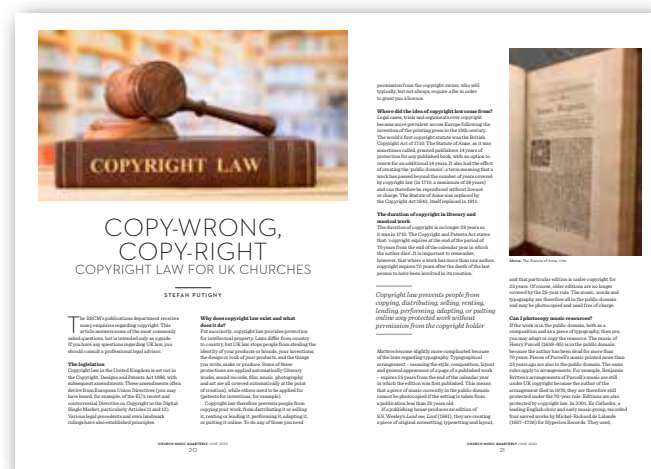 COPYRIGHT LAW
COPY-WRONG,
COPY-RIGHT
COPYRIGHT LAW FOR UK CHURCHES
STEFAN PUTIGNY
The RSCM's publications department receives
many enquiries regarding copyright. This
article answers some of the most commonly
asked questions, but is intended only as a guide.
If you have any questions regarding UK law, you
should consult a professional legal advisor.
The legislation
Copyright law in the United Kingdom is set out in
the Copyright, Designs and Patents Act 1988, with
subsequent amendments. These amendments often
derive from European Union Directives (you may
have heard, for example, of the EU's recent and
controversial Directive on Copyright in the Digital
Single Market, particularly Articles 11 and 13).
Various legal precedents and even landmark
rulings have also established principles.
Why does copyright law exist and what
does it do?
Put succinctly, copyright law provides protection
for intellectual property. Laws differ from country
to country, but UK law stops people from stealing the
identity of your products or brands, your inventions,
the design or look of your products, and the things
you write, make or produce. Some of these
protections are applied automatically (literary
works, sound records, film, music, photography
and art are all covered automatically at the point
of creation), while others need to be applied for
(patents for inventions, for example).
Copyright law therefore prevents people from
copying your work, from distributing it or selling
it, renting or lending it, performing it, adapting it,
or putting it online. To do any of these you need
CHURCH MUSIC QUARTERLY JUNE 2020
20
permission from the copyright owner, who will
typically, but not always, require a fee in order
to grant you a licence.
Where did the idea of copyright law come from?
Legal cases, trials and arguments over copyright
became more prevalent across Europe following the
invention of the printing press in the 15th century.
The world's first copyright statute was the British
Copyright Act of 1710. The Statute of Anne, as it was
sometimes called, granted publishers 14 years of
protection for any published book, with an option to
renew for an additional 14 years. It also had the effect
of creating the 'public domain': a term meaning that a
work has passed beyond the number of years covered
by copyright law (in 1710, a maximum of 28 years)
and can therefore be reproduced without licence
or charge. The Statute of Anne was replaced by
the Copyright Act 1842, itself replaced in 1911.
The duration of copyright in literary and
musical work
The duration of copyright is no longer 28 years as
it was in 1710. The Copyright and Patents Act states
that: 'copyright expires at the end of the period of
70 years from the end of the calendar year in which
the author dies'. It is important to remember,
however, that where a work has more than one author,
copyright expires 70 years after the death of the last
person to have been involved in its creation.
Copyright law prevents people from
copying, distributing, selling, renting,
lending, performing, adapting, or putting
online any protected work without
permission from the copyright holder
Matters become slightly more complicated because
of the laws regarding typography. Typographical
arrangement – meaning the style, composition, layout
and general appearance of a page of a published work
– expires 25 years from the end of the calendar year
in which the edition was first published. This means
that a piece of music currently in the public domain
cannot be photocopied if the setting is taken from
a publication less than 25 years old.
If a publishing house produces an edition of
S.S. Wesley's Lead me, Lord (1861), they are creating
a piece of original notesetting, typesetting and layout,
Above: The Statute of Anne, 1710
and that particular edition is under copyright for
25 years. Of course, older editions are no longer
covered by the 25-year rule. The music, words and
typography are therefore all in the public domain
and may be photocopied and used free of charge.
Can I photocopy music resources?
If the work is in the public domain, both as a
composition and as a piece of typography, then yes,
you may adapt or copy the resource. The music of
Henry Purcell (1659–95) is in the public domain
because the author has been dead for more than
70 years. Pieces of Purcell's music printed more than
25 years ago are also in the public domain. The same
rules apply to arrangements. For example, Benjamin
Britten's arrangements of Purcell's music are still
under UK copyright because the author of the
arrangement died in 1976; they are therefore still
protected under the 70-year rule. Editions are also
protected by copyright law. In 2001, Ex Cathedra, a
leading English choir and early music group, recorded
four sacred works by Michel-Richard de Lalande
(1657–1726) for Hyperion Records. They used,
CHURCH MUSIC QUARTERLY JUNE 2020
21